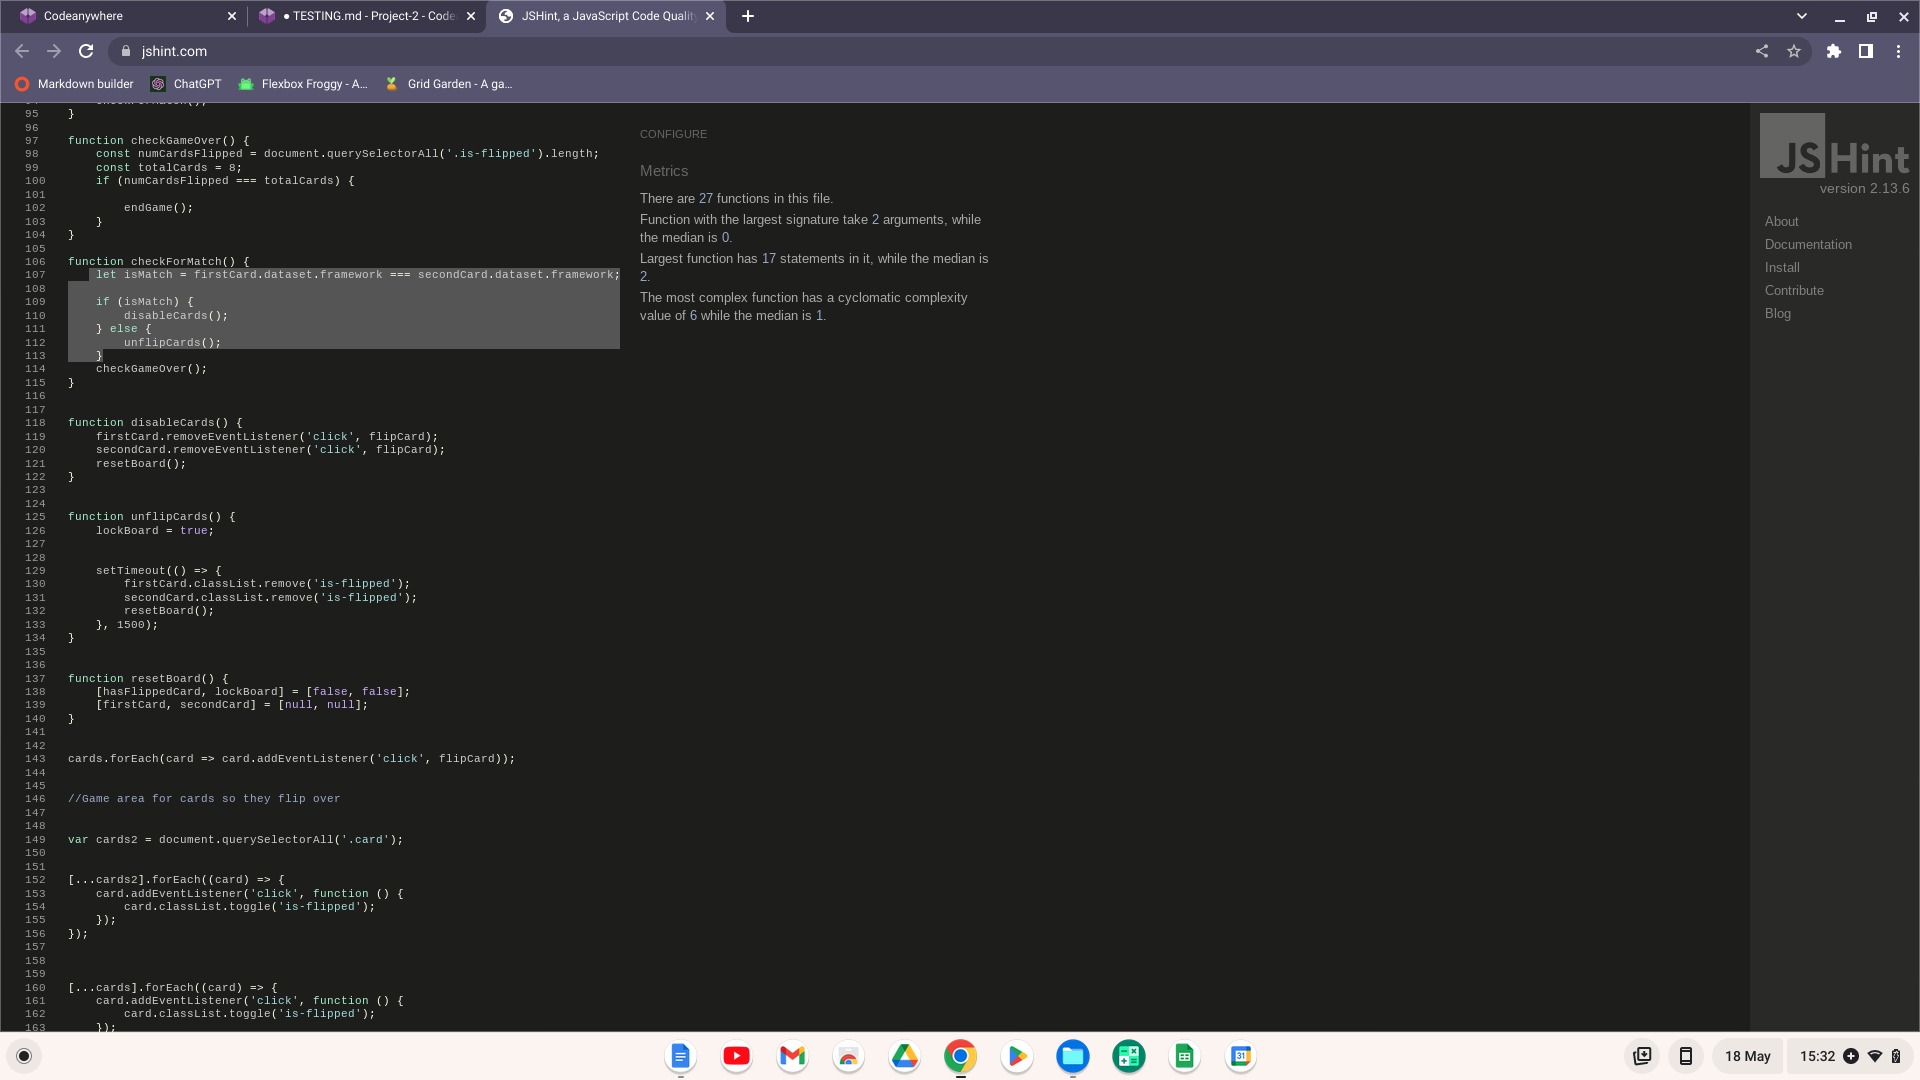 Codeanywhere
● TESTING.md - Project-2 - Code
JSHint, a JavaScript Code Quality
jshint.com
Markdown builder
ChatGPT
Flexbox Froggy - A...
Grid Garden - A ga...
95 }
96
97 function checkGameOver() {
98 const numCardsFlipped = document.querySelectorAll('.is-flipped').length;
99 const totalCards = 8;
100 if (numCardsFlipped === totalCards) {
101
102 endGame();
103 }
104 }
105
106 function checkForMatch() {
107 let isMatch = firstCard.dataset.framework === secondCard.dataset.framework;
108
109 if (isMatch) {
110 disableCards();
111 } else {
112 unflipCards();
113 }
114 checkGameOver();
115 }
116
117
118 function disableCards() {
119 firstCard.removeEventListener('click', flipCard);
120 secondCard.removeEventListener('click', flipCard);
121 resetBoard();
122 }
123
124
125 function unflipCards() {
126 lockBoard = true;
127
128
129 setTimeout(() => {
130 firstCard.classList.remove('is-flipped');
131 secondCard.classList.remove('is-flipped');
132 resetBoard();
133 }, 1500);
134 }
135
136
137 function resetBoard() {
138 [hasFlippedCard, lockBoard] = [false, false];
139 [firstCard, secondCard] = [null, null];
140 }
141
142
143 cards.forEach(card => card.addEventListener('click', flipCard));
144
145
146 //Game area for cards so they flip over
147
148
149 var cards2 = document.querySelectorAll('.card');
150
151
152 [...cards2].forEach((card) => {
153 card.addEventListener('click', function () {
154 card.classList.toggle('is-flipped');
155 });
156 });
157
158
159
160 [...cards].forEach((card) => {
161 card.addEventListener('click', function () {
162 card.classList.toggle('is-flipped');
163 });
CONFIGURE
Metrics
There are 27 functions in this file.
Function with the largest signature take 2 arguments, while
the median is 0.
Largest function has 17 statements in it, while the median is
2.
The most complex function has a cyclomatic complexity
value of 6 while the median is 1.
JSHint
version 2.13.6
About
Documentation
Install
Contribute
Blog
31
18 May
15:32